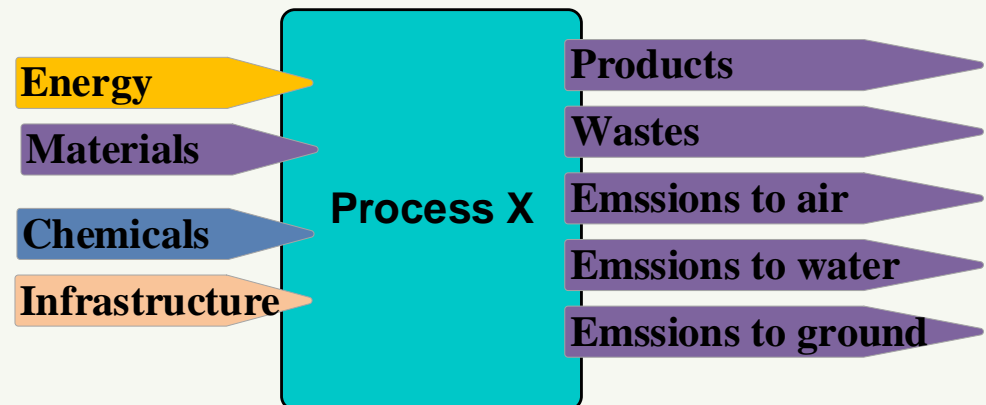 Energy
Materials
Chemicals
Infrastructure
Process X
Products
Wastes
Emssions to air
Emssions to water
Emssions to ground